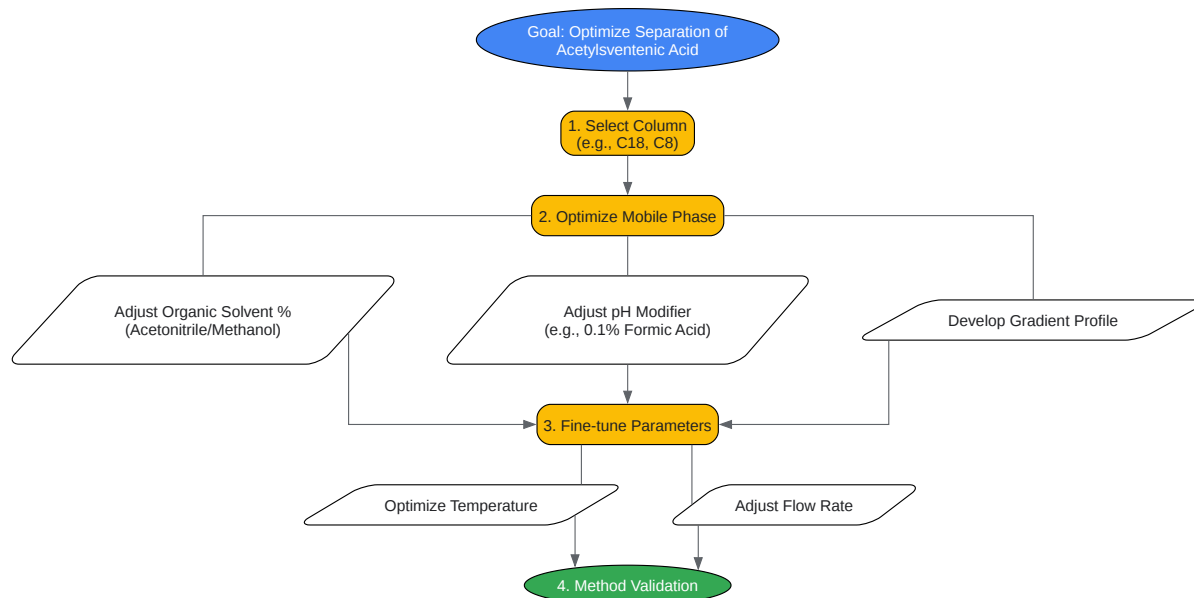 Goal: Optimize Separation of
Acetylsventenic Acid
1. Select Column
(e.g., C18, C8)
2. Optimize Mobile Phase
Adjust Organic Solvent %
(Acetonitrile/Methanol)
Adjust pH Modifier
(e.g., 0.1% Formic Acid)
Develop Gradient Profile
3. Fine-tune Parameters
Optimize Temperature
Adjust Flow Rate
4. Method Validation